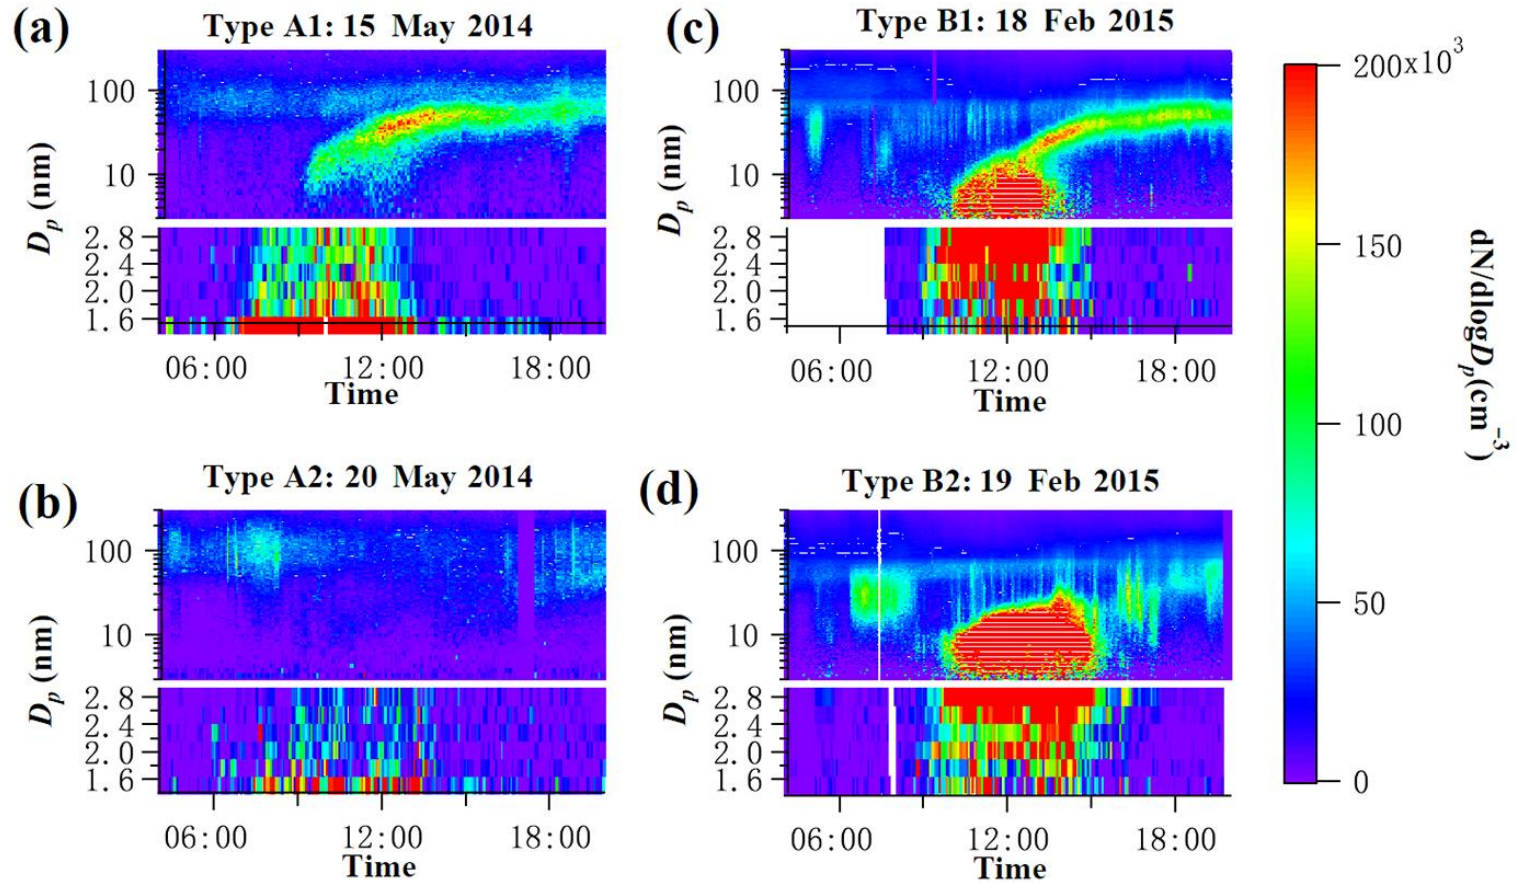 (a)
Type A1: 15 May 2014
100
10
Dp (nm)
2.8
2.4
2.0
1.6
Dp (nm)
06:00 12:00 18:00
Time
(c)
Type B1: 18 Feb 2015
100
10
Dp (nm)
2.8
2.4
2.0
1.6
06:00 12:00 18:00
Time
(b)
Type A2: 20 May 2014
100
10
Dp (nm)
2.8
2.4
2.0
1.6
06:00 12:00 18:00
Time
(d)
Type B2: 19 Feb 2015
100
10
Dp (nm)
2.8
2.4
2.0
1.6
06:00 12:00 18:00
Time
200x10³
150
100
50
0
dN/dlogDp(cm⁻³)